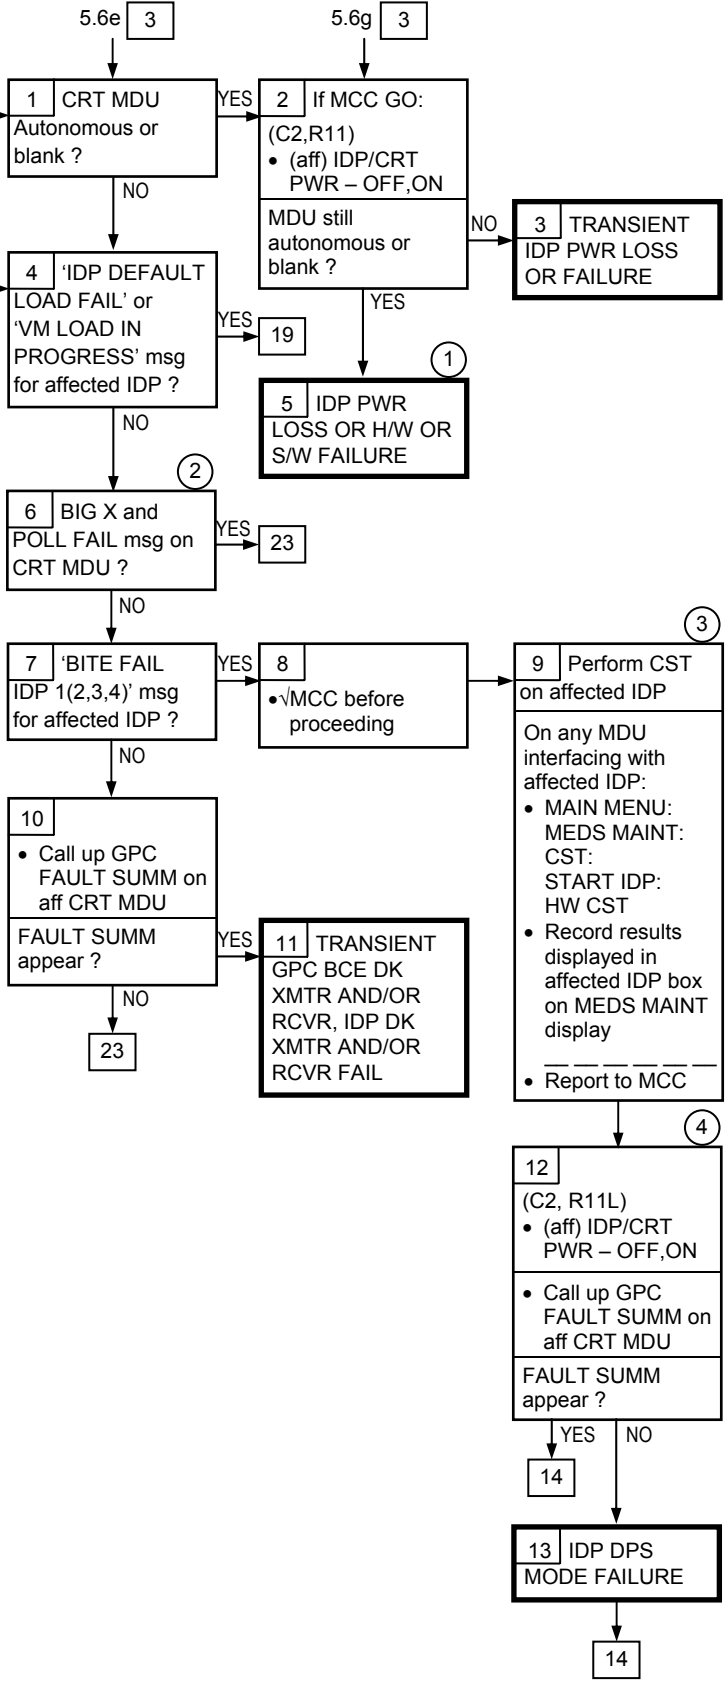 5.6e 3
5.6g 3
1 CRT MDU
Autonomous or
blank ?
YES
NO
2 If MCC GO:
(C2,R11)
• (aff) IDP/CRT
PWR – OFF,ON
MDU still
autonomous or
blank ?
NO
YES
3 TRANSIENT
IDP PWR LOSS
OR FAILURE
4 ‘IDP DEFAULT
LOAD FAIL’ or
‘VM LOAD IN
PROGRESS’ msg
for affected IDP ?
YES
19
NO
1
5 IDP PWR
LOSS OR H/W OR
S/W FAILURE
2
6 BIG X and
POLL FAIL msg on
CRT MDU ?
YES
23
NO
7 ‘BITE FAIL
IDP 1(2,3,4)’ msg
for affected IDP ?
YES
NO
8
•√MCC before
proceeding
3
9 Perform CST
on affected IDP
On any MDU
interfacing with
affected IDP:
• MAIN MENU:
MEDS MAINT:
CST:
START IDP:
HW CST
• Record results
displayed in
affected IDP box
on MEDS MAINT
display
__ __ __ __ __ __
• Report to MCC
10
• Call up GPC
FAULT SUMM on
aff CRT MDU
FAULT SUMM
appear ?
YES
NO
23
11 TRANSIENT
GPC BCE DK
XMTR AND/OR
RCVR, IDP DK
XMTR AND/OR
RCVR FAIL
4
12
(C2, R11L)
• (aff) IDP/CRT
PWR – OFF,ON
• Call up GPC
FAULT SUMM on
aff CRT MDU
FAULT SUMM
appear ?
YES
NO
14
13 IDP DPS
MODE FAILURE
14